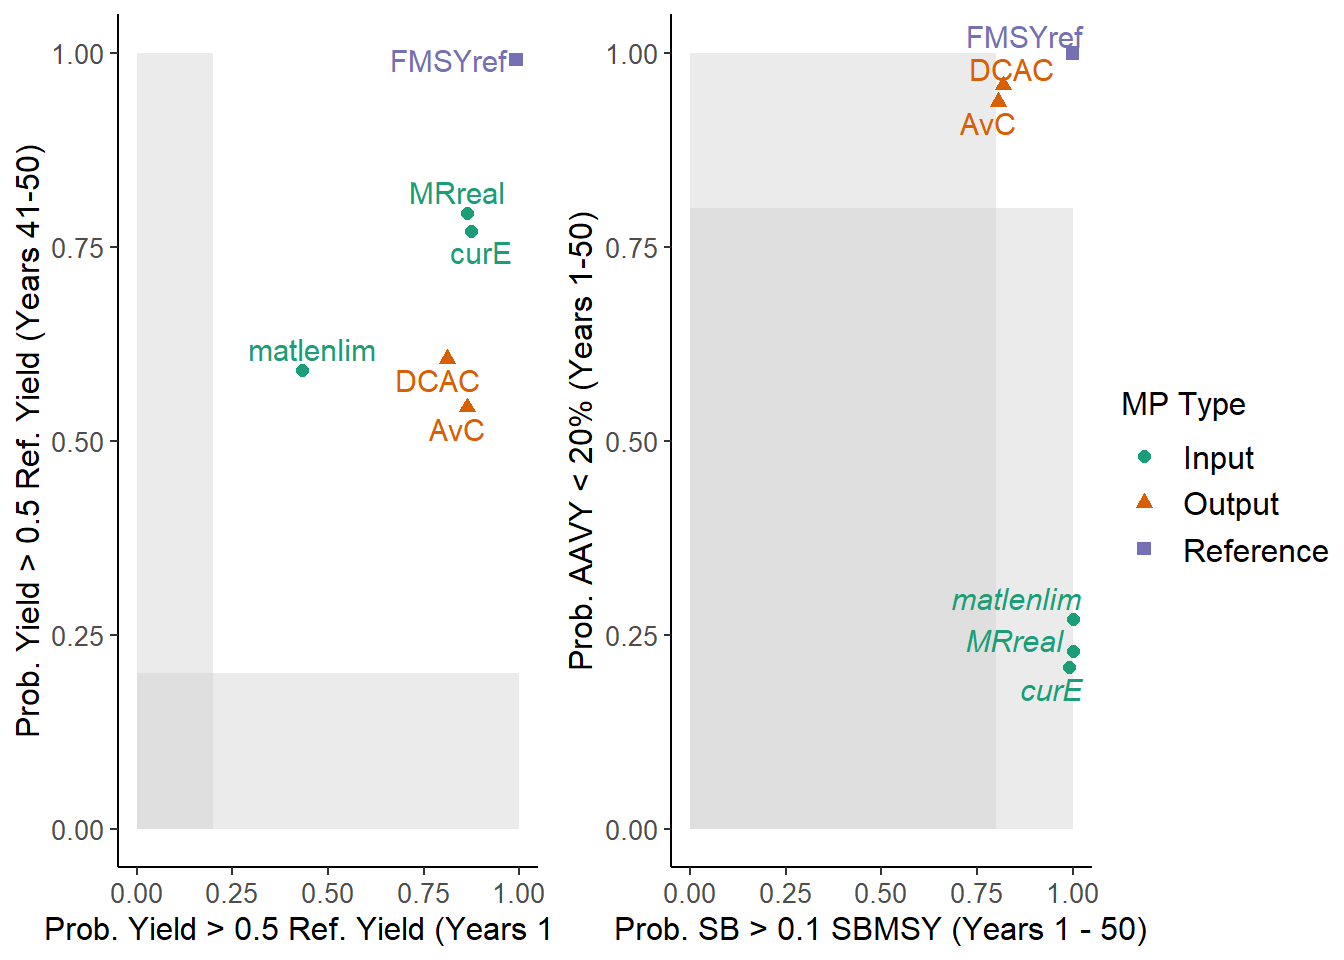 Prob. Yield > 0.5 Ref. Yield (Years 41-50)
1.00
0.75
0.50
0.25
0.00
FMSYref
MRreal
curE
matlenlim
DCAC
AvC
0.00 0.25 0.50 0.75 1.00
Prob. Yield > 0.5 Ref. Yield (Years 1
Prob. AAVY < 20% (Years 1-50)
1.00
0.75
0.50
0.25
0.00
FMSYref
DCAC
AvC
matlenlim
MRreal
curE
0.00 0.25 0.50 0.75 1.00
Prob. SB > 0.1 SBMSY (Years 1 - 50)
MP Type
Input
Output
Reference